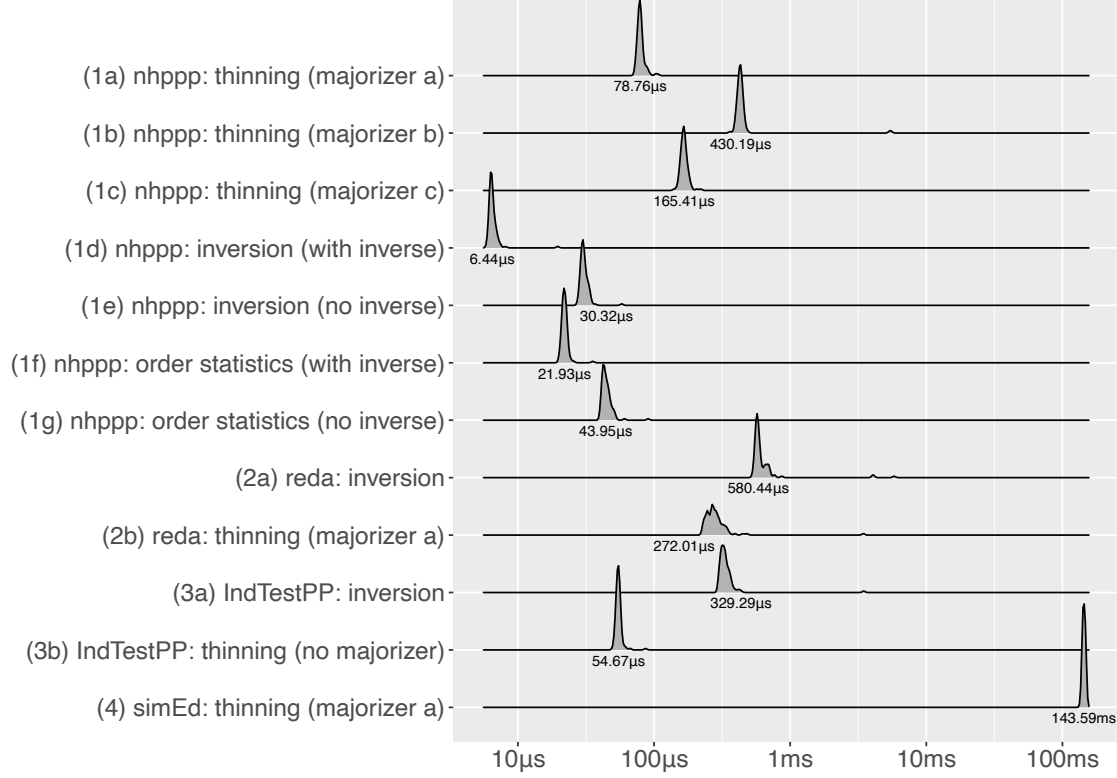 (1a) nhppp: thinning (majorizer a)
78.76µs
(1b) nhppp: thinning (majorizer b)
430.19µs
(1c) nhppp: thinning (majorizer c)
165.41µs
(1d) nhppp: inversion (with inverse)
6.44µs
(1e) nhppp: inversion (no inverse)
30.32µs
(1f) nhppp: order statistics (with inverse)
21.93µs
(1g) nhppp: order statistics (no inverse)
43.95µs
(2a) reda: inversion
580.44µs
(2b) reda: thinning (majorizer a)
272.01µs
(3a) IndTestPP: inversion
329.29µs
(3b) IndTestPP: thinning (no majorizer)
54.67µs
(4) simEd: thinning (majorizer a)
143.59ms
10µs 100µs 1ms 10ms 100ms